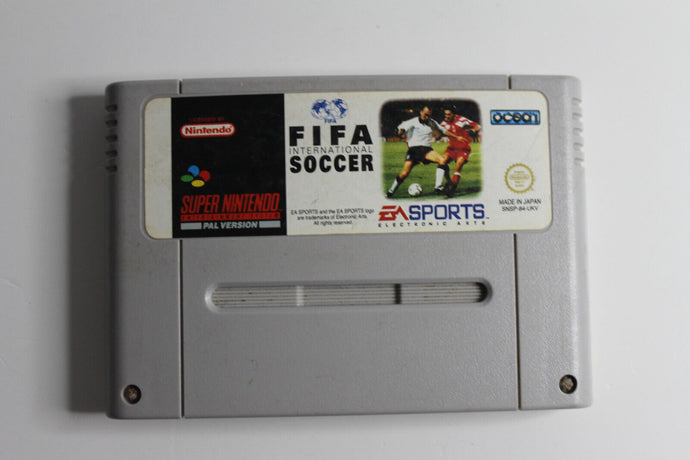 LICENSED BY
Nintendo
SUPER NINTENDO
ENTERTAINMENT SYSTEM
PAL VERSION
FIFA
FIFA
INTERNATIONAL
SOCCER
EA SPORTS and the EA SPORTS logo
are trademarks of Electronic Arts.
All rights reserved.
EA SPORTS
ELECTRONIC ARTS
ocean
MADE IN JAPAN
SNSP-84-UKV